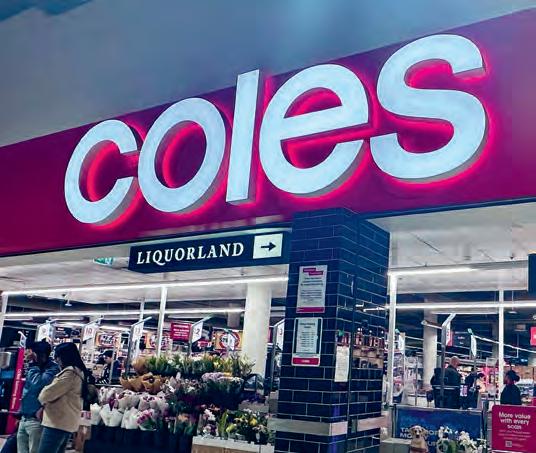 coles
LIQUORLAND →
More value
with every
scan